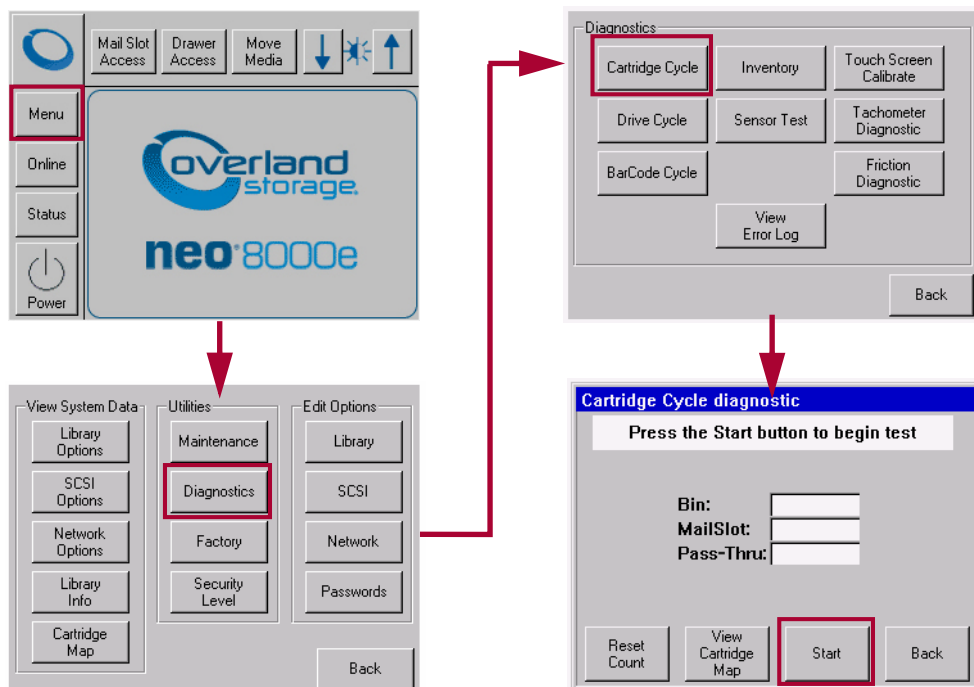 Mail Slot
Access
Drawer
Access
Move
Media
Menu
Online
Status
Power
overland
storage.
neo® 8000e
Diagnostics
Cartridge Cycle
Inventory
Touch Screen
Calibrate
Drive Cycle
Sensor Test
Tachometer
Diagnostic
BarCode Cycle
Friction
Diagnostic
View
Error Log
Back
View System Data
Library
Options
SCSI
Options
Network
Options
Library
Info
Cartridge
Map
Utilities
Maintenance
Diagnostics
Factory
Security
Level
Edit Options
Library
SCSI
Network
Passwords
Back
Cartridge Cycle diagnostic
Press the Start button to begin test
Bin:
MailSlot:
Pass-Thru:
Reset
Count
View
Cartridge
Map
Start
Back